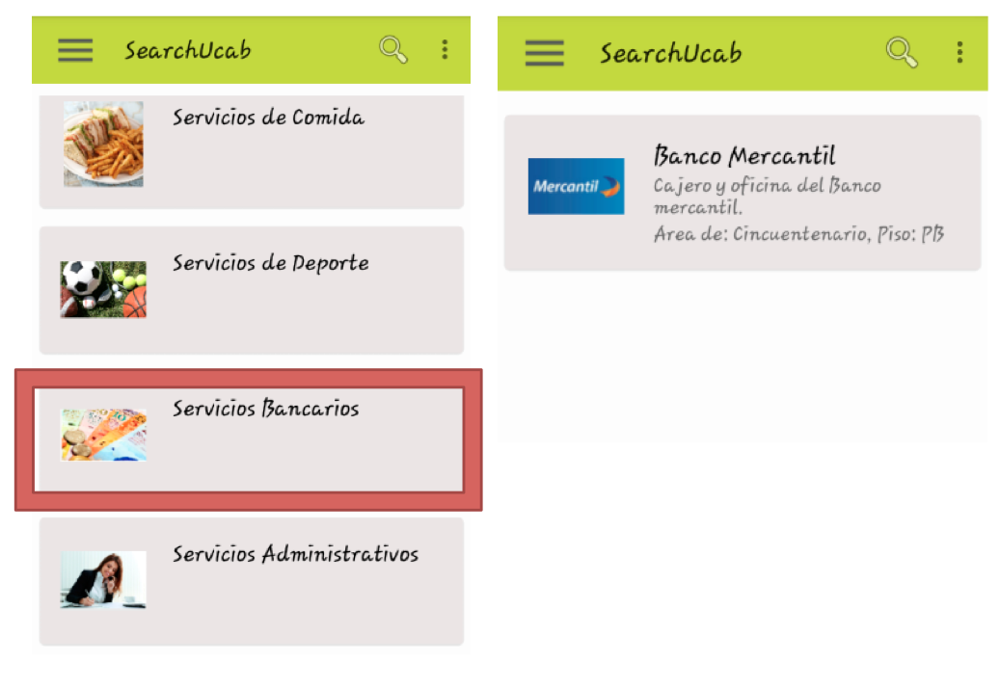 SearchUcab
Servicios de Comida
Servicios de Deporte
Servicios Bancarios
Servicios Administrativos
SearchUcab
Mercantil
Banco Mercantil
Cajero y oficina del Banco
mercantil.
Area de: Cincuentenario, Piso: PB